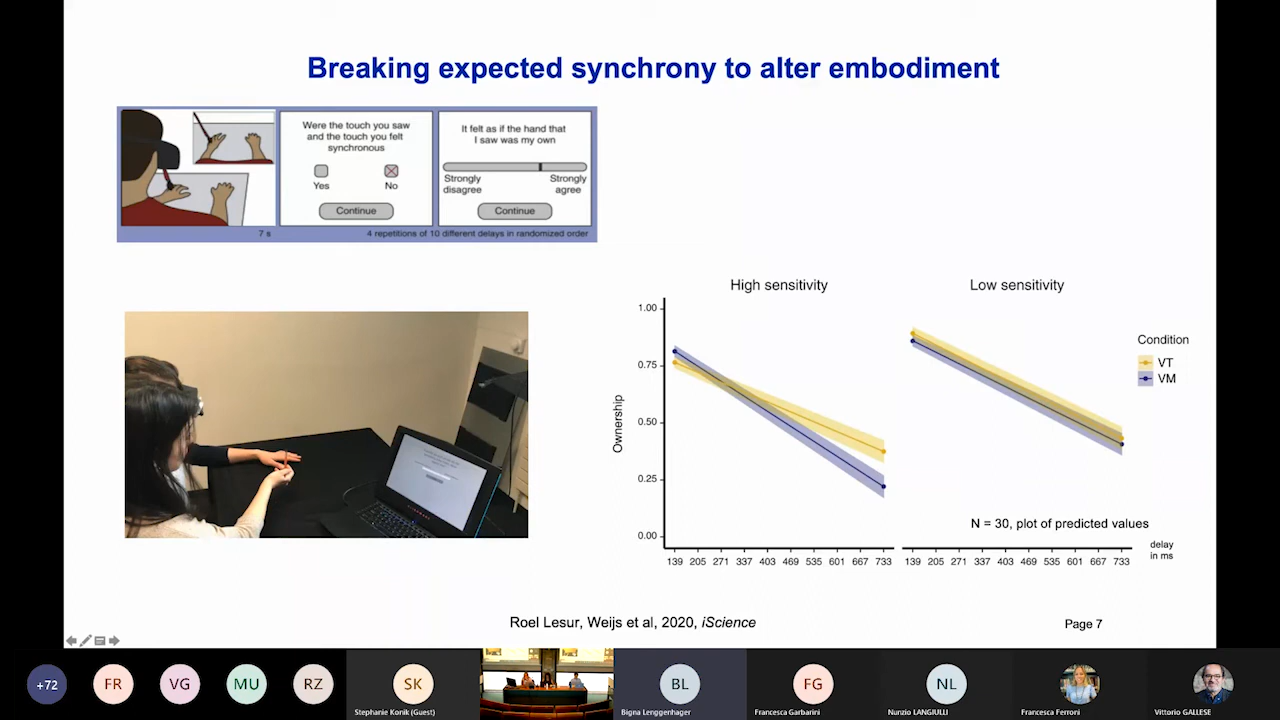 Breaking expected synchrony to alter embodiment
Were the touch you saw
and the touch you felt
synchronous
Yes
No
Continue
It felt as if the hand that
I saw was my own
Strongly
disagree
Strongly
agree
Continue
7 s
4 repetitions of 10 different delays in randomized order
High sensitivity
Low sensitivity
1.00
0.75
0.50
0.25
0.00
Ownership
Condition
VT
VM
N = 30, plot of predicted values
139 205 271 337 403 469 535 601 667 733
139 205 271 337 403 469 535 601 667 733
delay
in ms
Roel Lesur, Weijs et al, 2020, iScience
Page 7
+72
FR
VG
MU
RZ
SK
Stephanie Konik (Guest)
BL
Bigna Lenggenhager
FG
Francesca Garbarini
NL
Nunzio LANGIULLI
Francesca Ferroni
Vittorio GALLESE